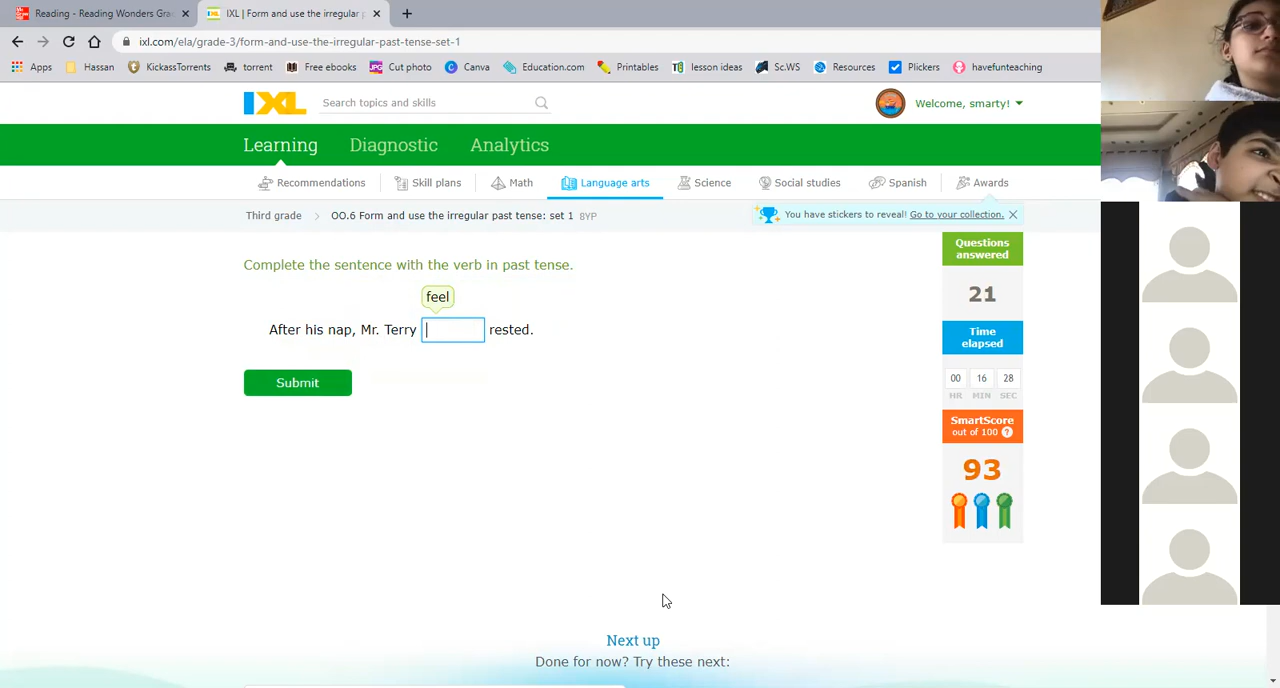 Reading - Reading Wonders Gra
IXL | Form and use the irregular p
ixl.com/ela/grade-3/form-and-use-the-irregular-past-tense-set-1
Apps Hassan KickassTorrents torrent Free ebooks JPG Cut photo C Canva Education.com Printables lesson ideas Sc.WS Resources Plickers havefunteaching
IXL Search topics and skills Welcome, smarty!
Learning Diagnostic Analytics
Recommendations Skill plans Math Language arts Science Social studies Spanish Awards
Third grade > OO.6 Form and use the irregular past tense: set 1 8YP
You have stickers to reveal! Go to your collection.
Complete the sentence with the verb in past tense.
feel
After his nap, Mr. Terry rested.
Submit
Questions
answered
21
Time
elapsed
00 16 28
HR MIN SEC
SmartScore
out of 100 ?
93
Next up
Done for now? Try these next: